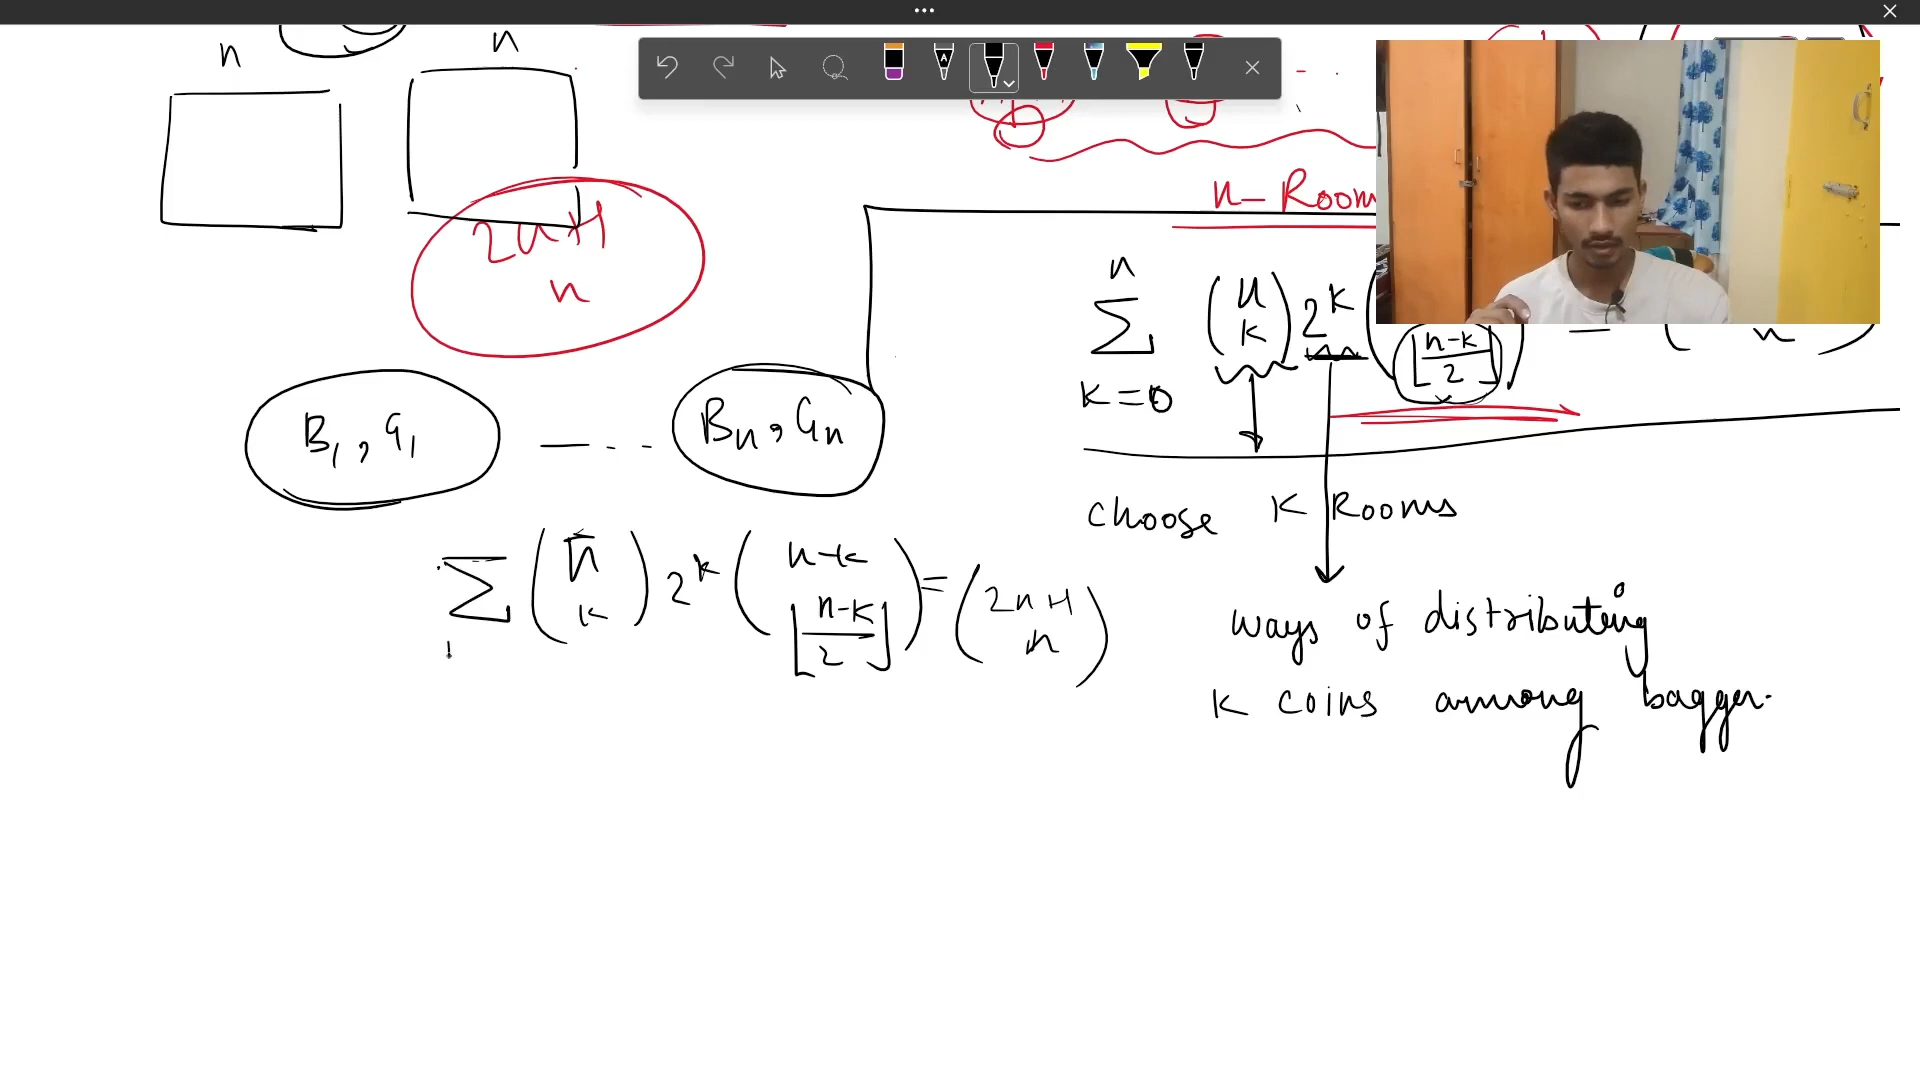 n n
2n+1
n
n- Room
n
∑ (n k) 2^k ( ⌊n-k/2⌋ ) = ( n )
K=0
B1, G1 — - - - Bn, Gn
choose K Rooms
∑ (n k) 2^k (n-k ⌊n-k/2⌋) = (2n+1 n)
ways of distributing
K coins among bagger.